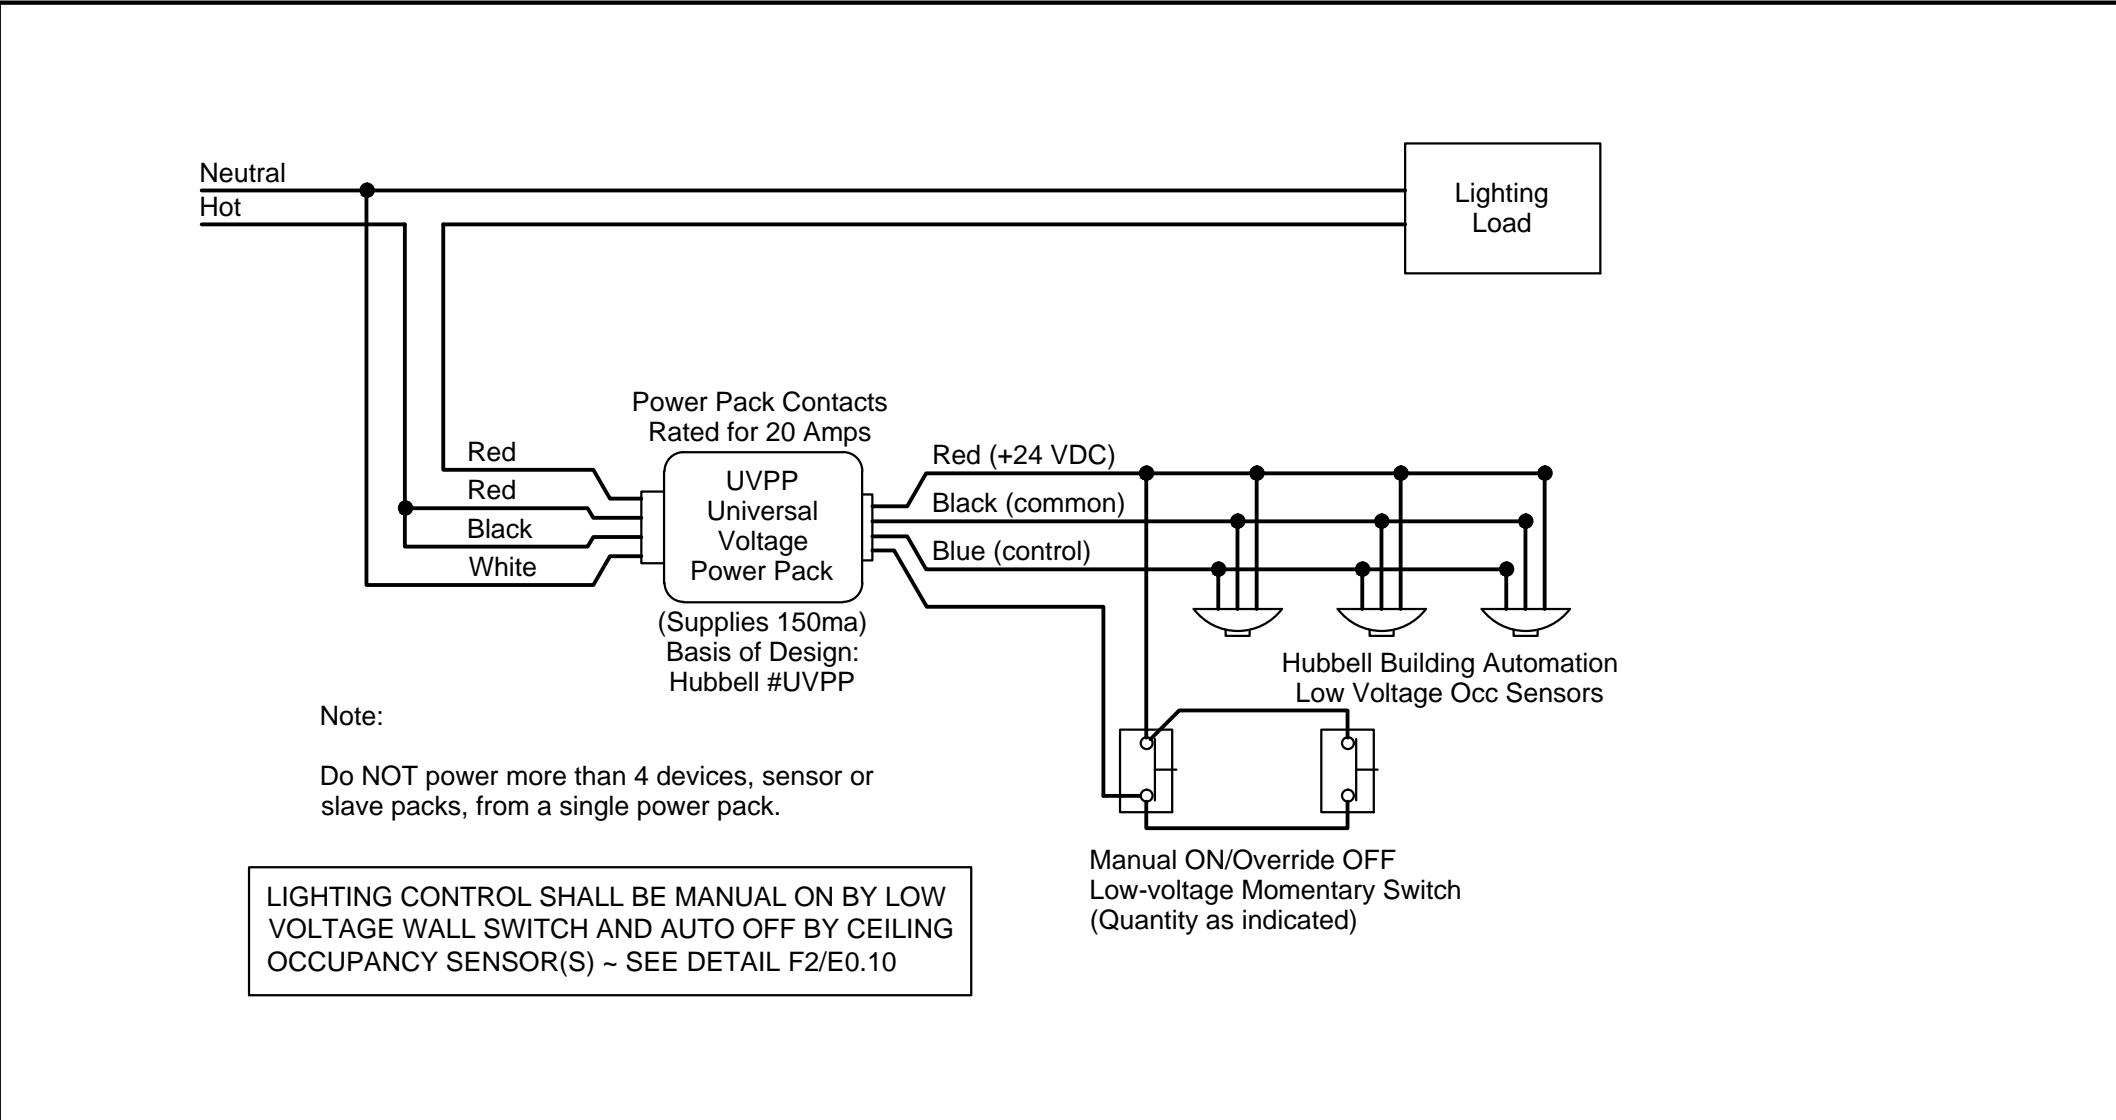 Neutral
Hot
Lighting
Load
Power Pack Contacts
Rated for 20 Amps
Red
Red
Black
White
UVPP
Universal
Voltage
Power Pack
Red (+24 VDC)
Black (common)
Blue (control)
(Supplies 150ma)
Basis of Design:
Hubbell #UVPP
Hubbell Building Automation
Low Voltage Occ Sensors
Note:
Do NOT power more than 4 devices, sensor or
slave packs, from a single power pack.
Manual ON/Override OFF
Low-voltage Momentary Switch
(Quantity as indicated)
LIGHTING CONTROL SHALL BE MANUAL ON BY LOW
VOLTAGE WALL SWITCH AND AUTO OFF BY CEILING
OCCUPANCY SENSOR(S) ~ SEE DETAIL F2/E0.10